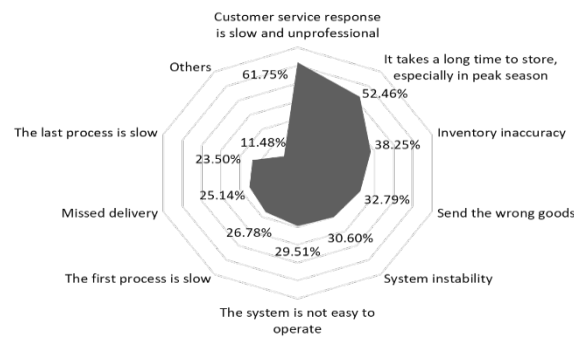 Customer service response
is slow and unprofessional
61.75%
It takes a long time to store,
especially in peak season
52.46%
Inventory inaccuracy
38.25%
Send the wrong goods
32.79%
System instability
30.60%
The system is not easy to
operate
29.51%
The first process is slow
26.78%
Missed delivery
25.14%
The last process is slow
23.50%
Others
11.48%